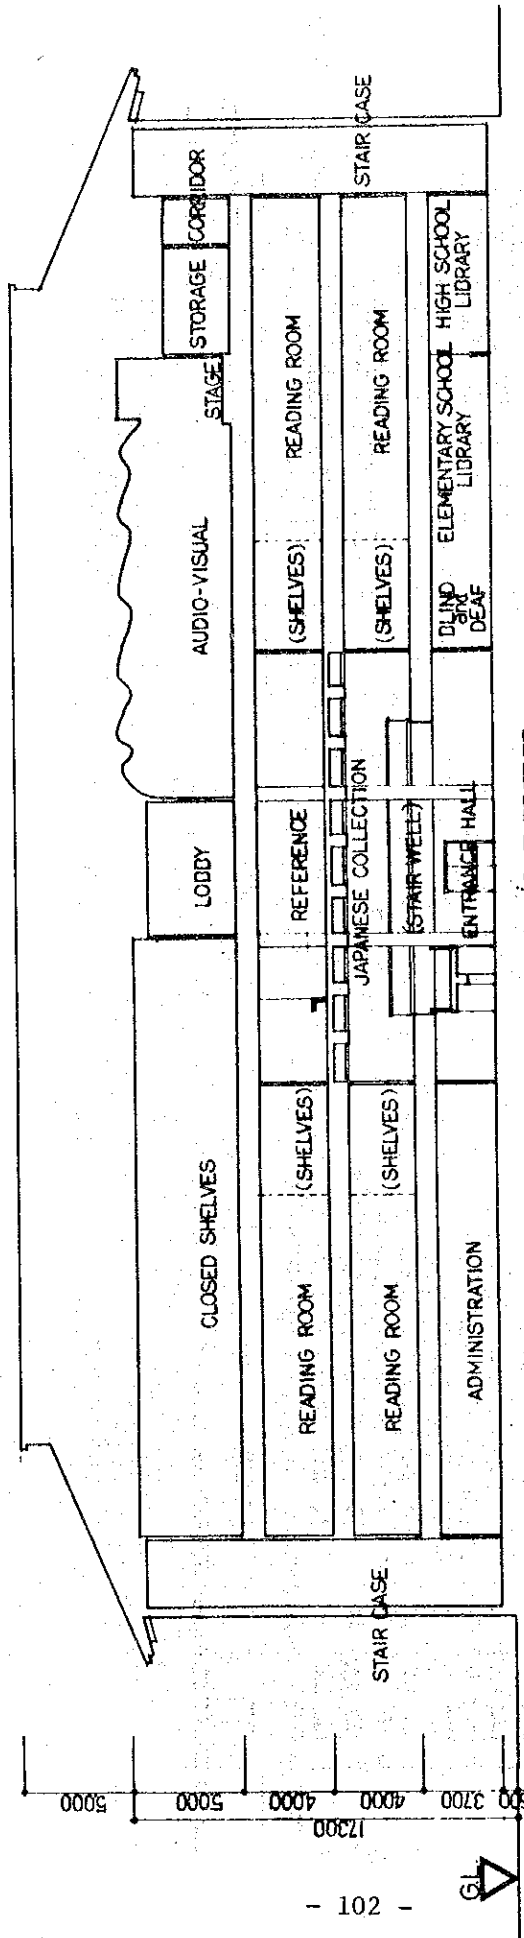 CLOSED SHELVES
LOBBY
AUDIO-VISUAL
STAGE
STORAGE
CORRIDOR
READING ROOM
(SHELVES)
REFERENCE
(SHELVES)
READING ROOM
STAIR CASE
READING ROOM
(SHELVES)
JAPANESE COLLECTION
(STAIR WELL)
(SHELVES)
READING ROOM
STAIR CASE
ADMINISTRATION
ENTRANCE HALL
BLIND
and
DEAF
ELEMENTARY SCHOOL
LIBRARY
HIGH SCHOOL
LIBRARY
5000
5000
4000
4000
3700
17300
G.L
- 102 -